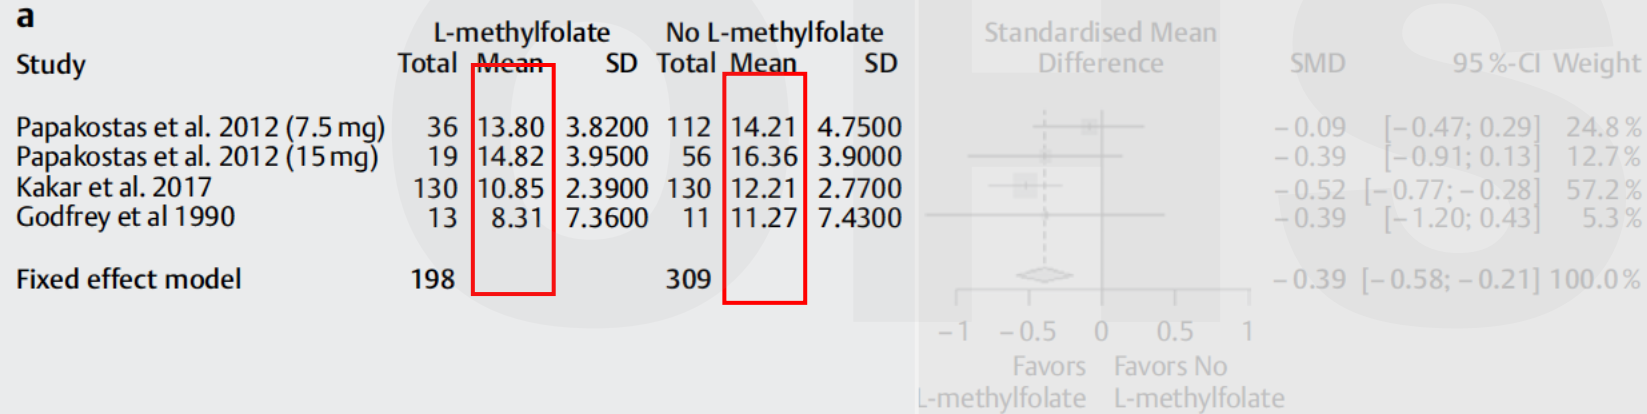 a
L-methylfolate No L-methylfolate Standardised Mean
Study Total Mean SD Total Mean SD Difference SMD 95 %-CI Weight
Papakostas et al. 2012 (7.5 mg) 36 13.80 3.8200 112 14.21 4.7500 −0.09 [−0.47; 0.29] 24.8 %
Papakostas et al. 2012 (15 mg) 19 14.82 3.9500 56 16.36 3.9000 −0.39 [−0.91; 0.13] 12.7 %
Kakar et al. 2017 130 10.85 2.3900 130 12.21 2.7700 −0.52 [−0.77; −0.28] 57.2 %
Godfrey et al 1990 13 8.31 7.3600 11 11.27 7.4300 −0.39 [−1.20; 0.43] 5.3 %
Fixed effect model 198 309 −0.39 [−0.58; −0.21] 100.0 %
−1 −0.5 0 0.5 1
Favors Favors No
L-methylfolate L-methylfolate